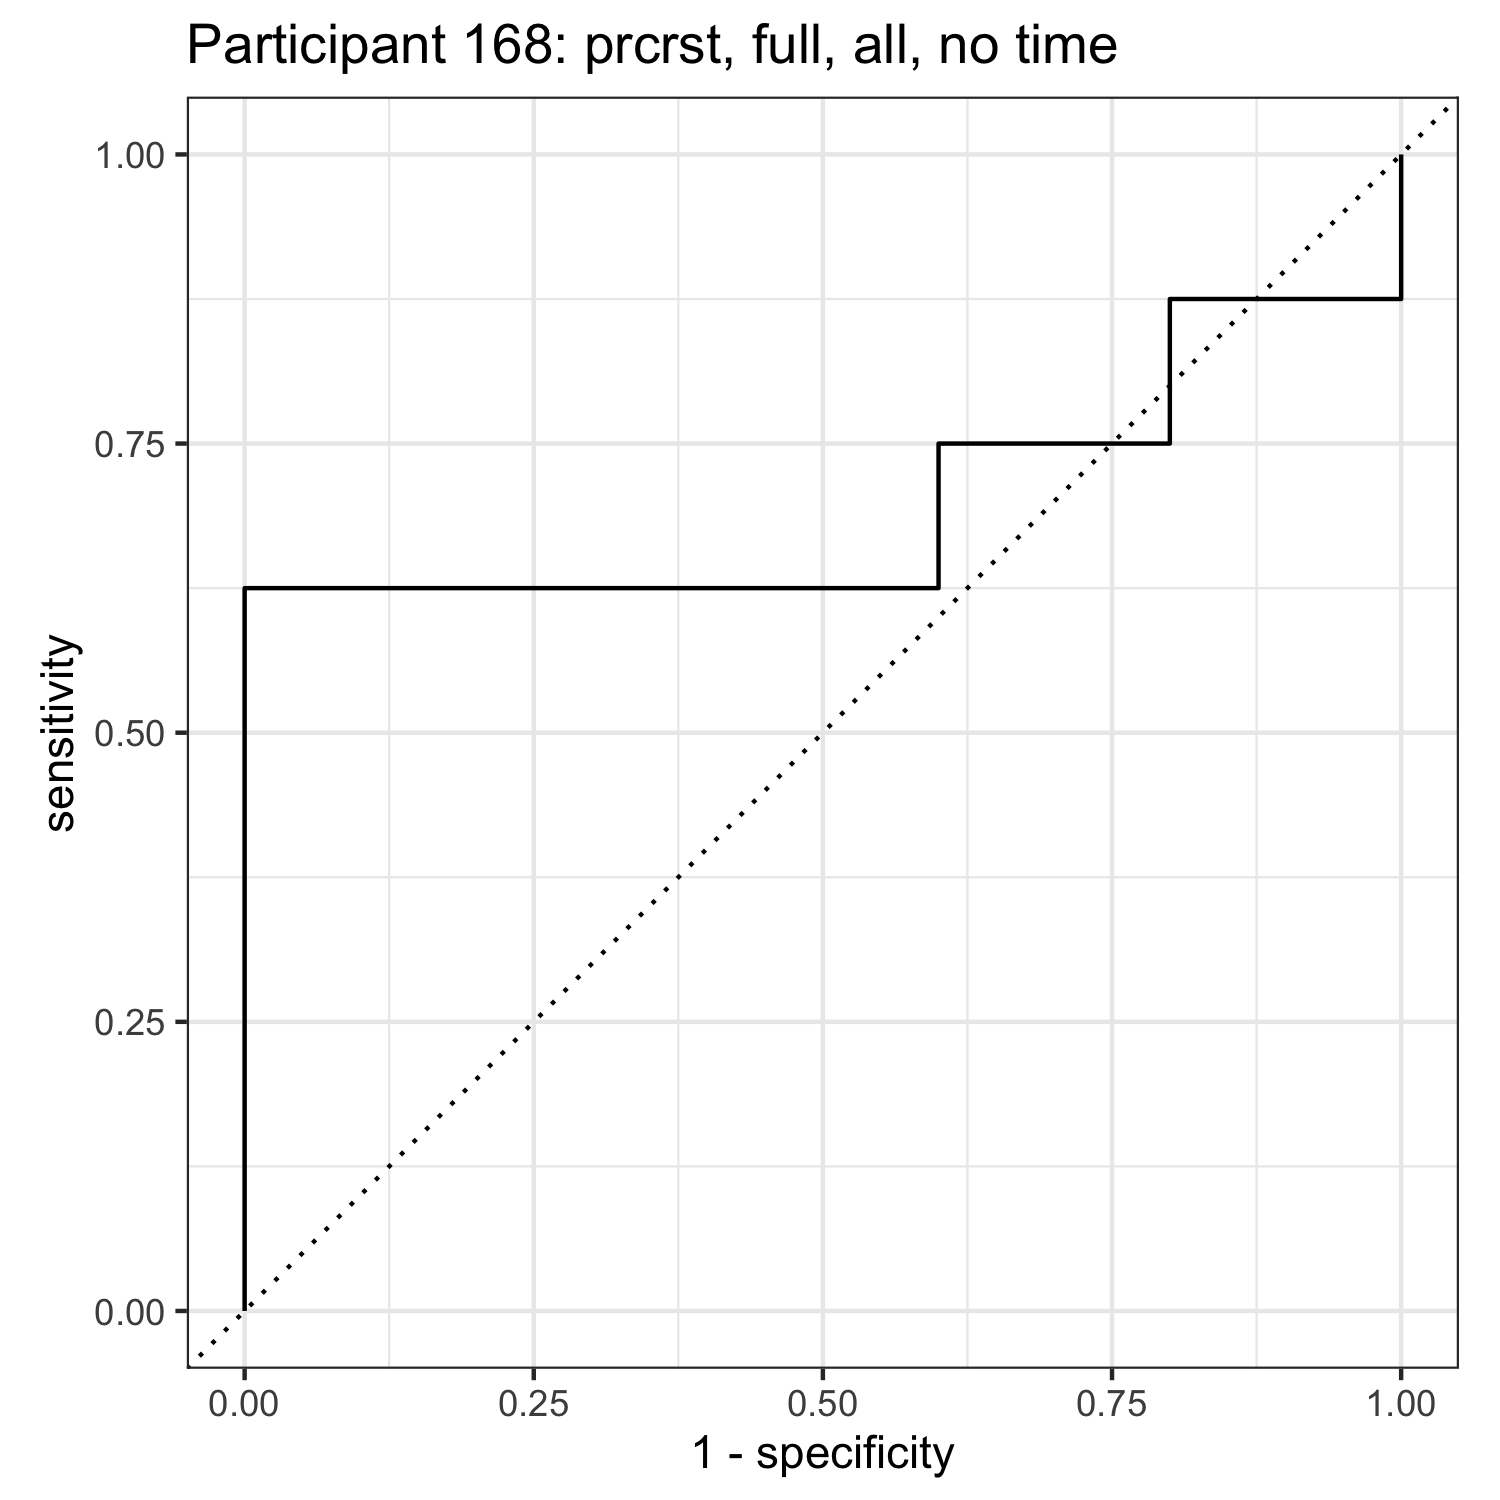 Participant 168: prcrst, full, all, no time
1.00
0.75
0.50
0.25
0.00
sensitivity
0.00 0.25 0.50 0.75 1.00
1 - specificity